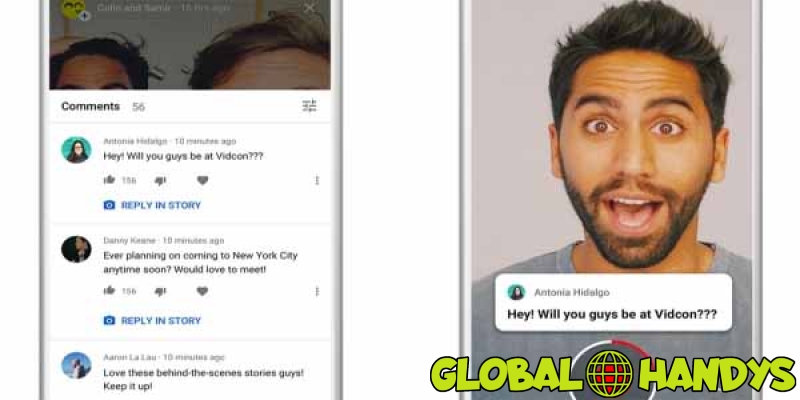 Colin and Samir · 15 hrs ago
Comments 56
Antonia Hidalgo · 10 minutes ago
Hey! Will you guys be at Vidcon???
156
REPLY IN STORY
Danny Keane · 10 minutes ago
Ever planning on coming to New York City
anytime soon? Would love to meet!
156
REPLY IN STORY
Aaron La Lau · 10 minutes ago
Love these behind-the-scenes stories guys!
Keep it up!
Antonia Hidalgo
Hey! Will you guys be at Vidcon???
GLOBAL HANDYS